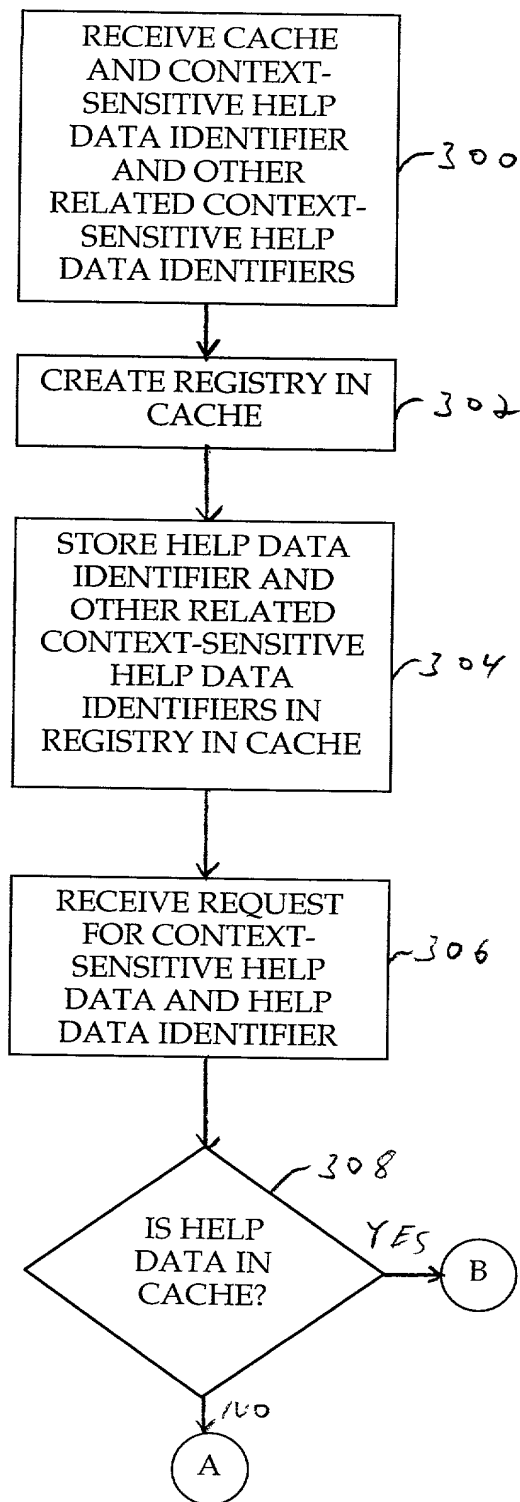 RECEIVE CACHE
AND CONTEXT-
SENSITIVE HELP
DATA IDENTIFIER
AND OTHER
RELATED CONTEXT-
SENSITIVE HELP
DATA IDENTIFIERS
300
CREATE REGISTRY IN
CACHE
302
STORE HELP DATA
IDENTIFIER AND
OTHER RELATED
CONTEXT-SENSITIVE
HELP DATA
IDENTIFIERS IN
REGISTRY IN CACHE
304
RECEIVE REQUEST
FOR CONTEXT-
SENSITIVE HELP
DATA AND HELP
DATA IDENTIFIER
306
308
IS HELP
DATA IN
CACHE?
YES
B
NO
A